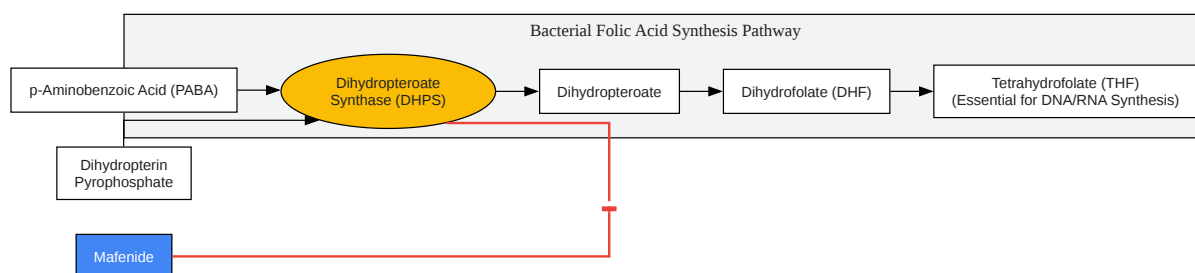 Bacterial Folic Acid Synthesis Pathway
p-Aminobenzoic Acid (PABA)
Dihydropteroate
Synthase (DHPS)
Dihydropteroate
Dihydrofolate (DHF)
Tetrahydrofolate (THF)
(Essential for DNA/RNA Synthesis)
Dihydropterin
Pyrophosphate
Mafenide